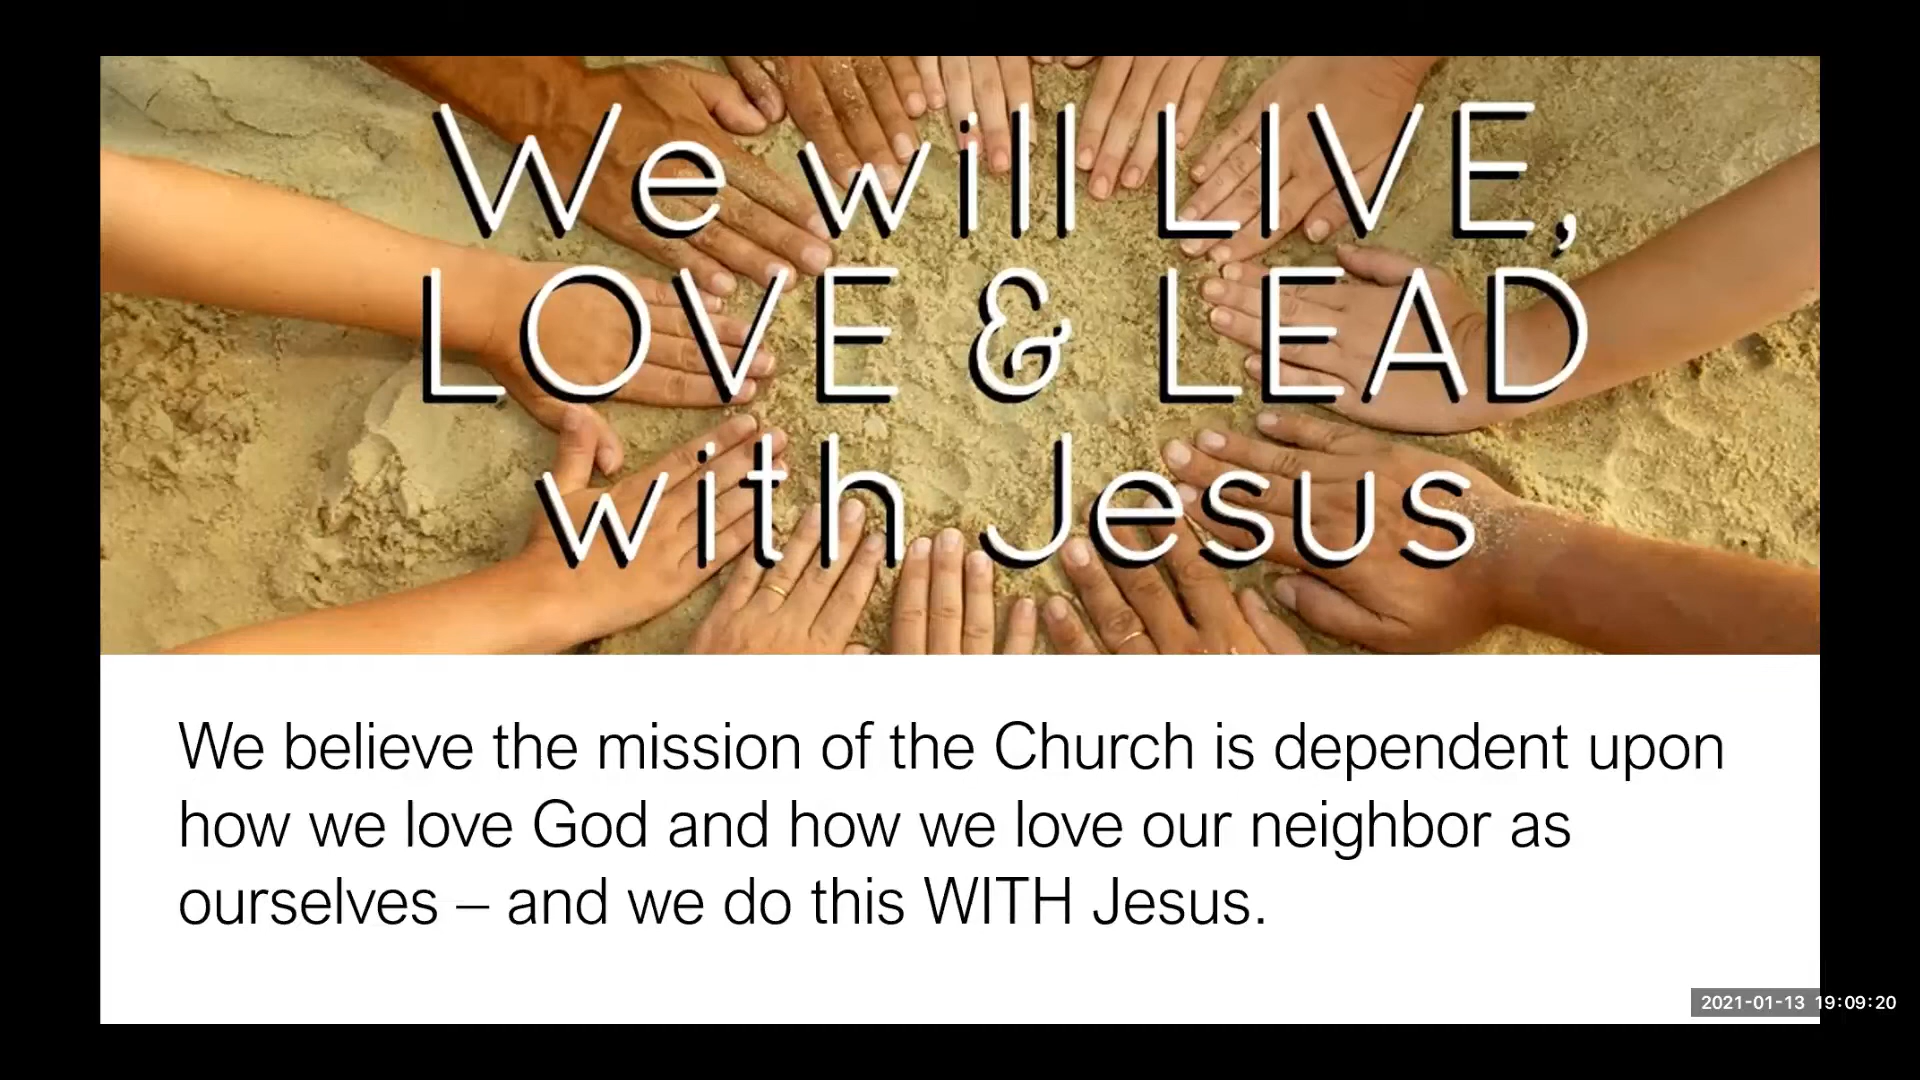 We will LIVE,
LOVE & LEAD
with Jesus
We believe the mission of the Church is dependent upon
how we love God and how we love our neighbor as
ourselves – and we do this WITH Jesus.
2021-01-13 19:09:20